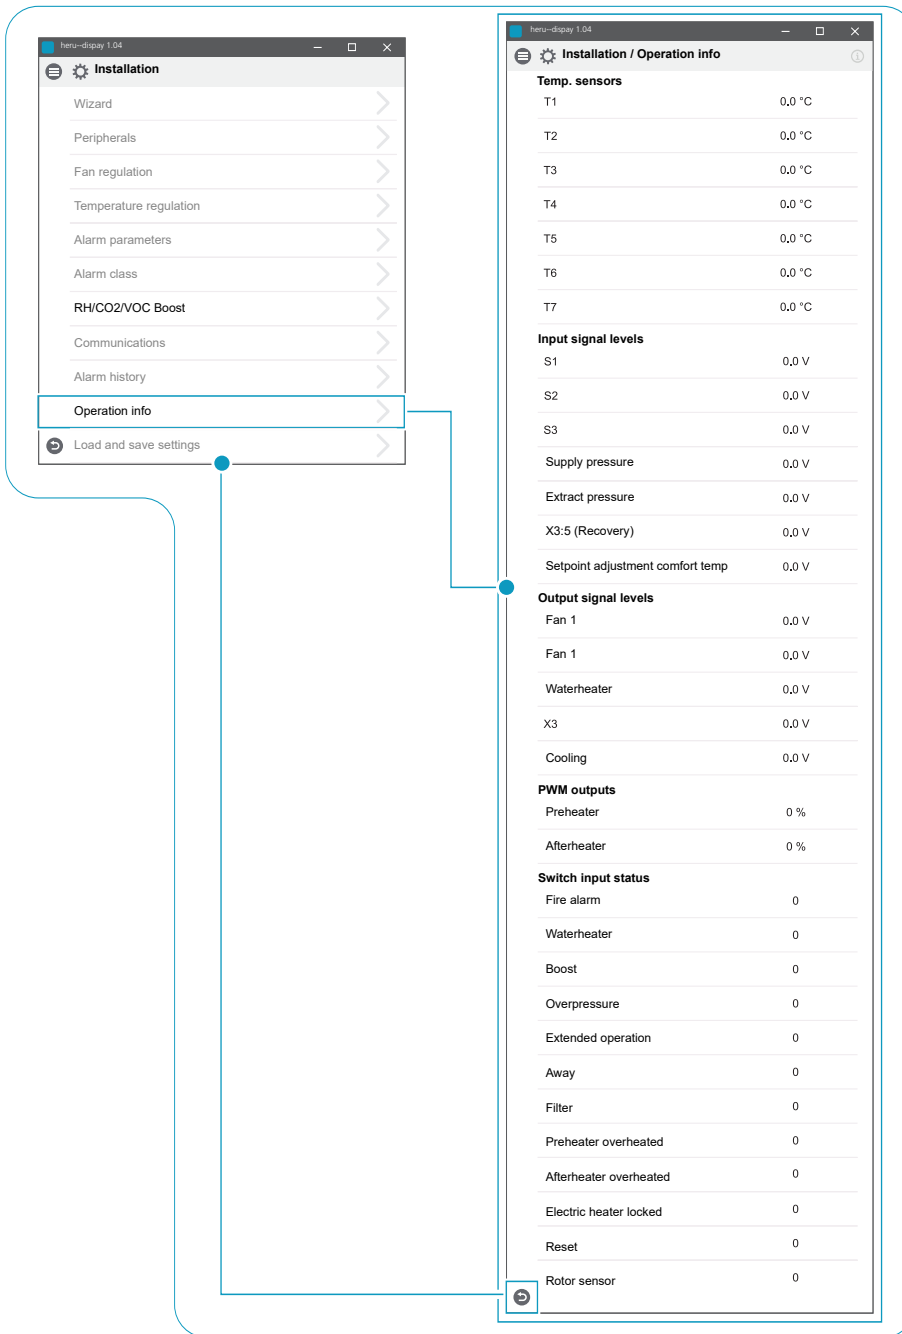 heru--dispay 1.04
Installation
Wizard
Peripherals
Fan regulation
Temperature regulation
Alarm parameters
Alarm class
RH/CO2/VOC Boost
Communications
Alarm history
Operation info
Load and save settings
heru--dispay 1.04
Installation / Operation info
Temp. sensors
T1 0.0 °C
T2 0.0 °C
T3 0.0 °C
T4 0.0 °C
T5 0.0 °C
T6 0.0 °C
T7 0.0 °C
Input signal levels
S1 0.0 V
S2 0.0 V
S3 0.0 V
Supply pressure 0.0 V
Extract pressure 0.0 V
X3:5 (Recovery) 0.0 V
Setpoint adjustment comfort temp 0.0 V
Output signal levels
Fan 1 0.0 V
Fan 1 0.0 V
Waterheater 0.0 V
X3 0.0 V
Cooling 0.0 V
PWM outputs
Preheater 0 %
Afterheater 0 %
Switch input status
Fire alarm 0
Waterheater 0
Boost 0
Overpressure 0
Extended operation 0
Away 0
Filter 0
Preheater overheated 0
Afterheater overheated 0
Electric heater locked 0
Reset 0
Rotor sensor 0